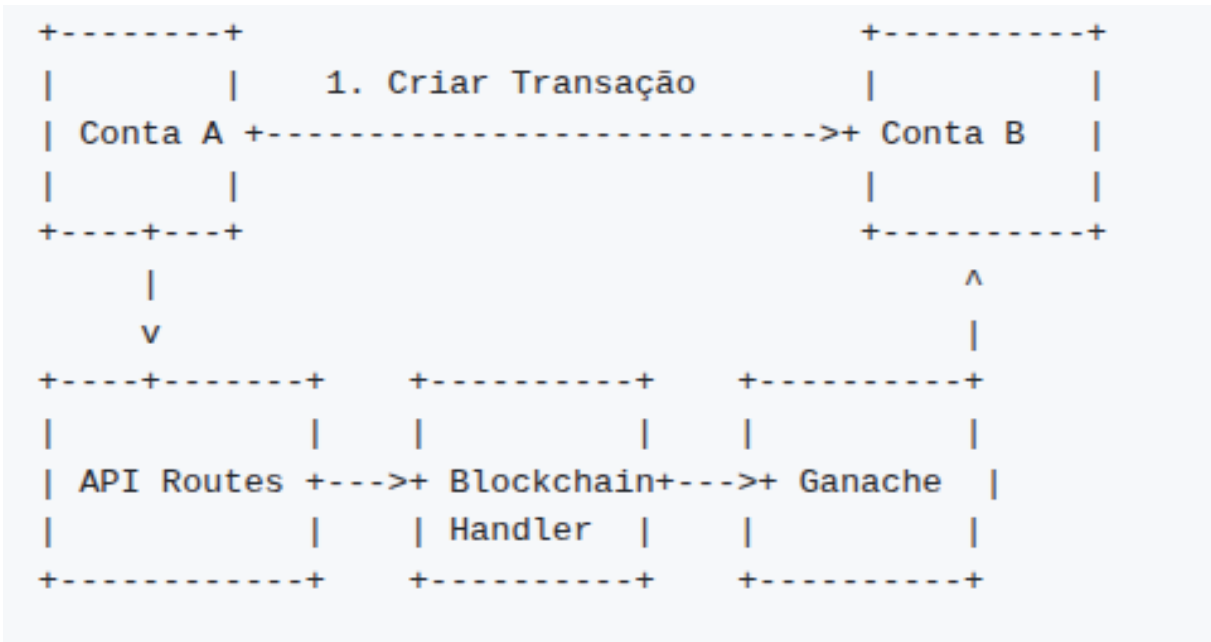 +--------+                              +----------+
|        |    1. Criar Transação        |          |
| Conta A +--------------------------->+ Conta B   |
|        |                              |          |
+----+---+                              +----------+
     |                                       ^
     v                                       |
+----+-------+    +----------+    +----------+
|            |    |          |    |          |
| API Routes +--->+ Blockchain+--->+ Ganache  |
|            |    | Handler  |    |          |
+------------+    +----------+    +----------+